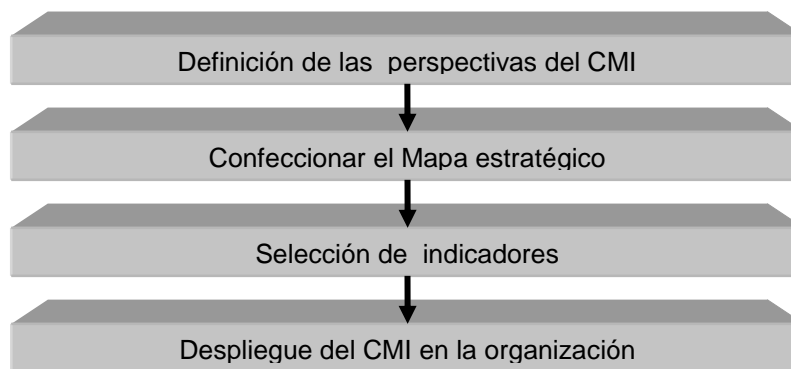 Definición de las perspectivas del CMI
Confeccionar el Mapa estratégico
Selección de indicadores
Despliegue del CMI en la organización